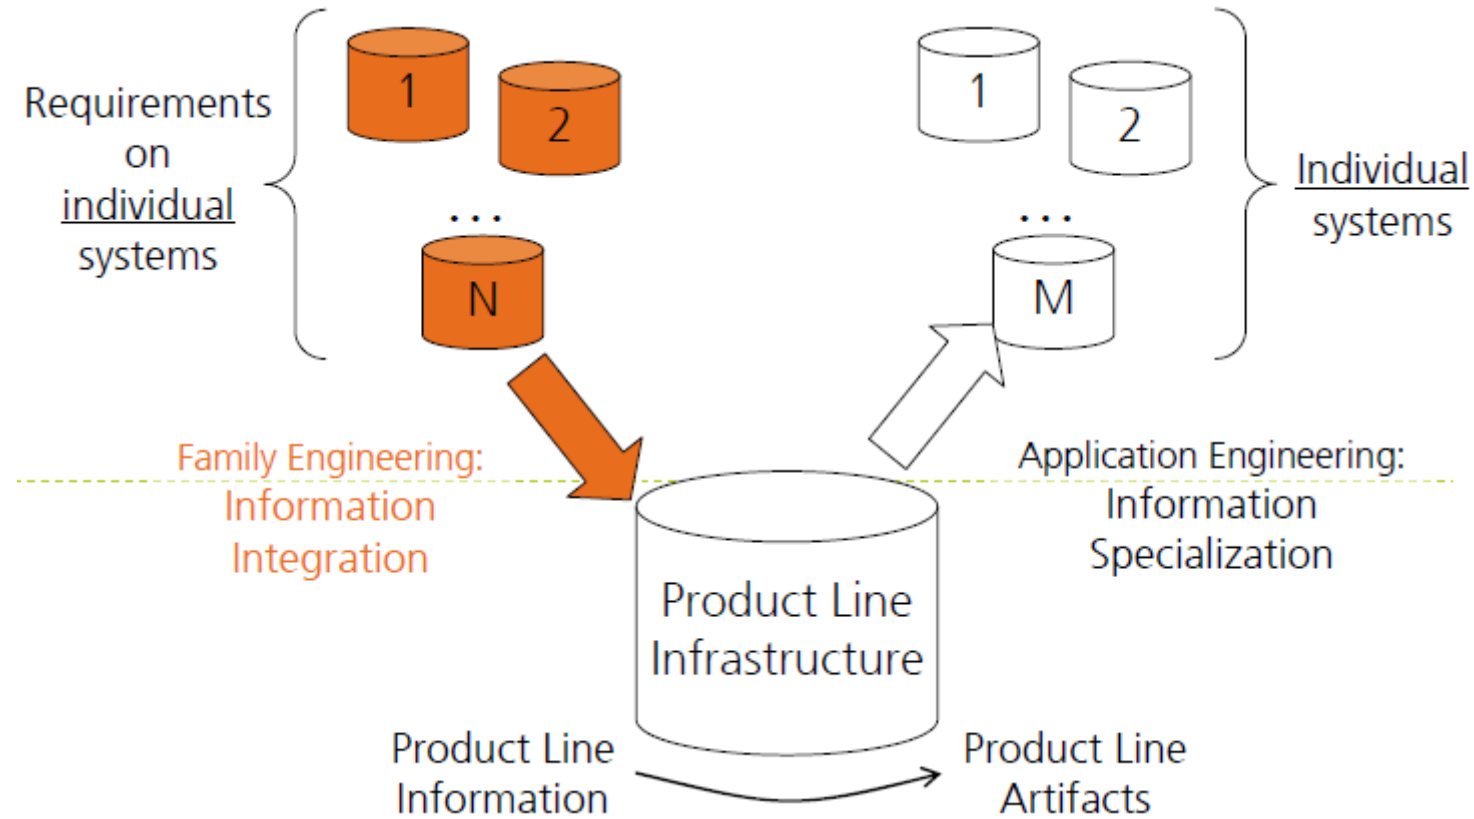 Requirements
on
individual
systems
1
2
...
N
1
2
...
M
Individual
systems
Family Engineering:
Information
Integration
Application Engineering:
Information
Specialization
Product Line
Infrastructure
Product Line
Information
Product Line
Artifacts